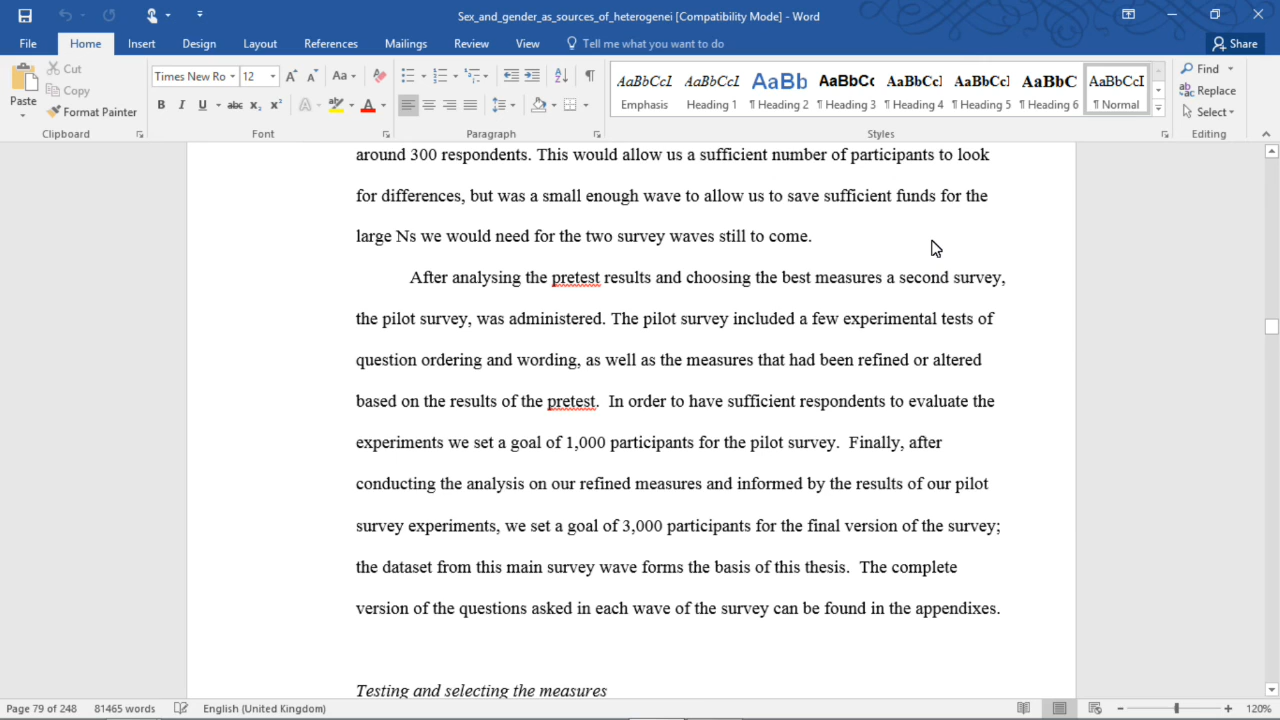 Sex_and_gender_as_sources_of_heterogenei [Compatibility Mode] - Word
File Home Insert Design Layout References Mailings Review View Tell me what you want to do Share
Paste
Cut
Copy
Format Painter
Clipboard
Times New Ro 12
B I U abc x₂ x²
Font
Paragraph
AaBbCcI AaBbCcL AaBb AaBbCc AaBbCcI AaBbCcI AaBbC AaBbCcI
Emphasis Heading 1 ¶ Heading 2 ¶ Heading 3 ¶ Heading 4 ¶ Heading 5 ¶ Heading 6 ¶ Normal
Styles
Find
Replace
Select
Editing
around 300 respondents. This would allow us a sufficient number of participants to look
for differences, but was a small enough wave to allow us to save sufficient funds for the
large Ns we would need for the two survey waves still to come.
After analysing the pretest results and choosing the best measures a second survey,
the pilot survey, was administered. The pilot survey included a few experimental tests of
question ordering and wording, as well as the measures that had been refined or altered
based on the results of the pretest.  In order to have sufficient respondents to evaluate the
experiments we set a goal of 1,000 participants for the pilot survey.  Finally, after
conducting the analysis on our refined measures and informed by the results of our pilot
survey experiments, we set a goal of 3,000 participants for the final version of the survey;
the dataset from this main survey wave forms the basis of this thesis.  The complete
version of the questions asked in each wave of the survey can be found in the appendixes.
Testing and selecting the measures
Page 79 of 248 81465 words English (United Kingdom) 120%